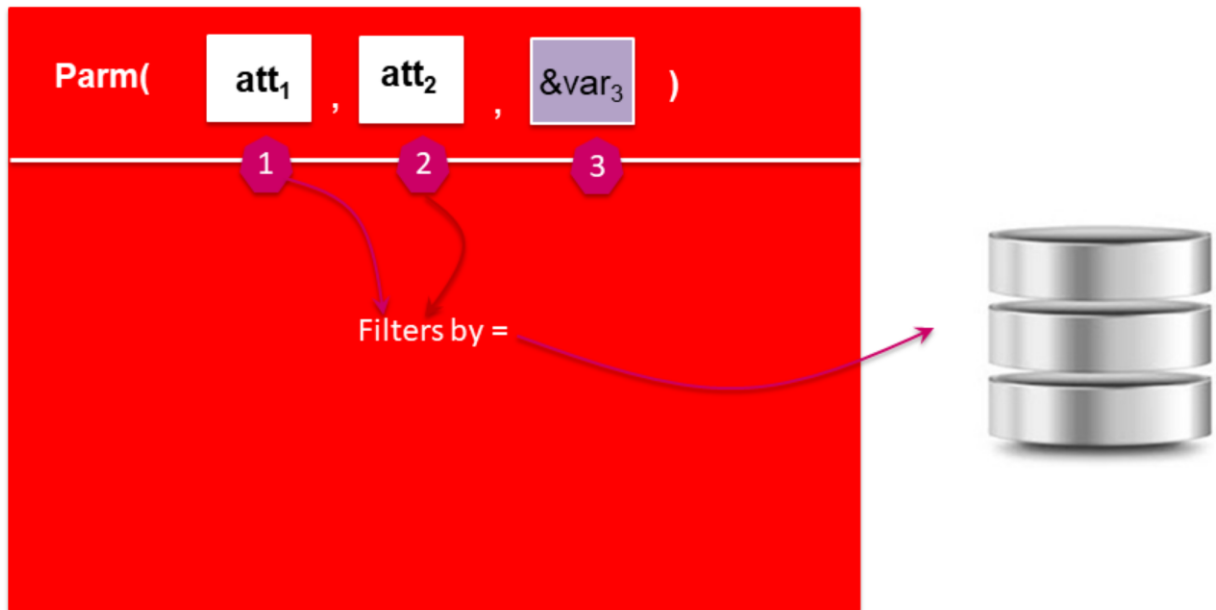 Parm( att₁ , att₂ , &var₃ )
1 2 3
Filters by =